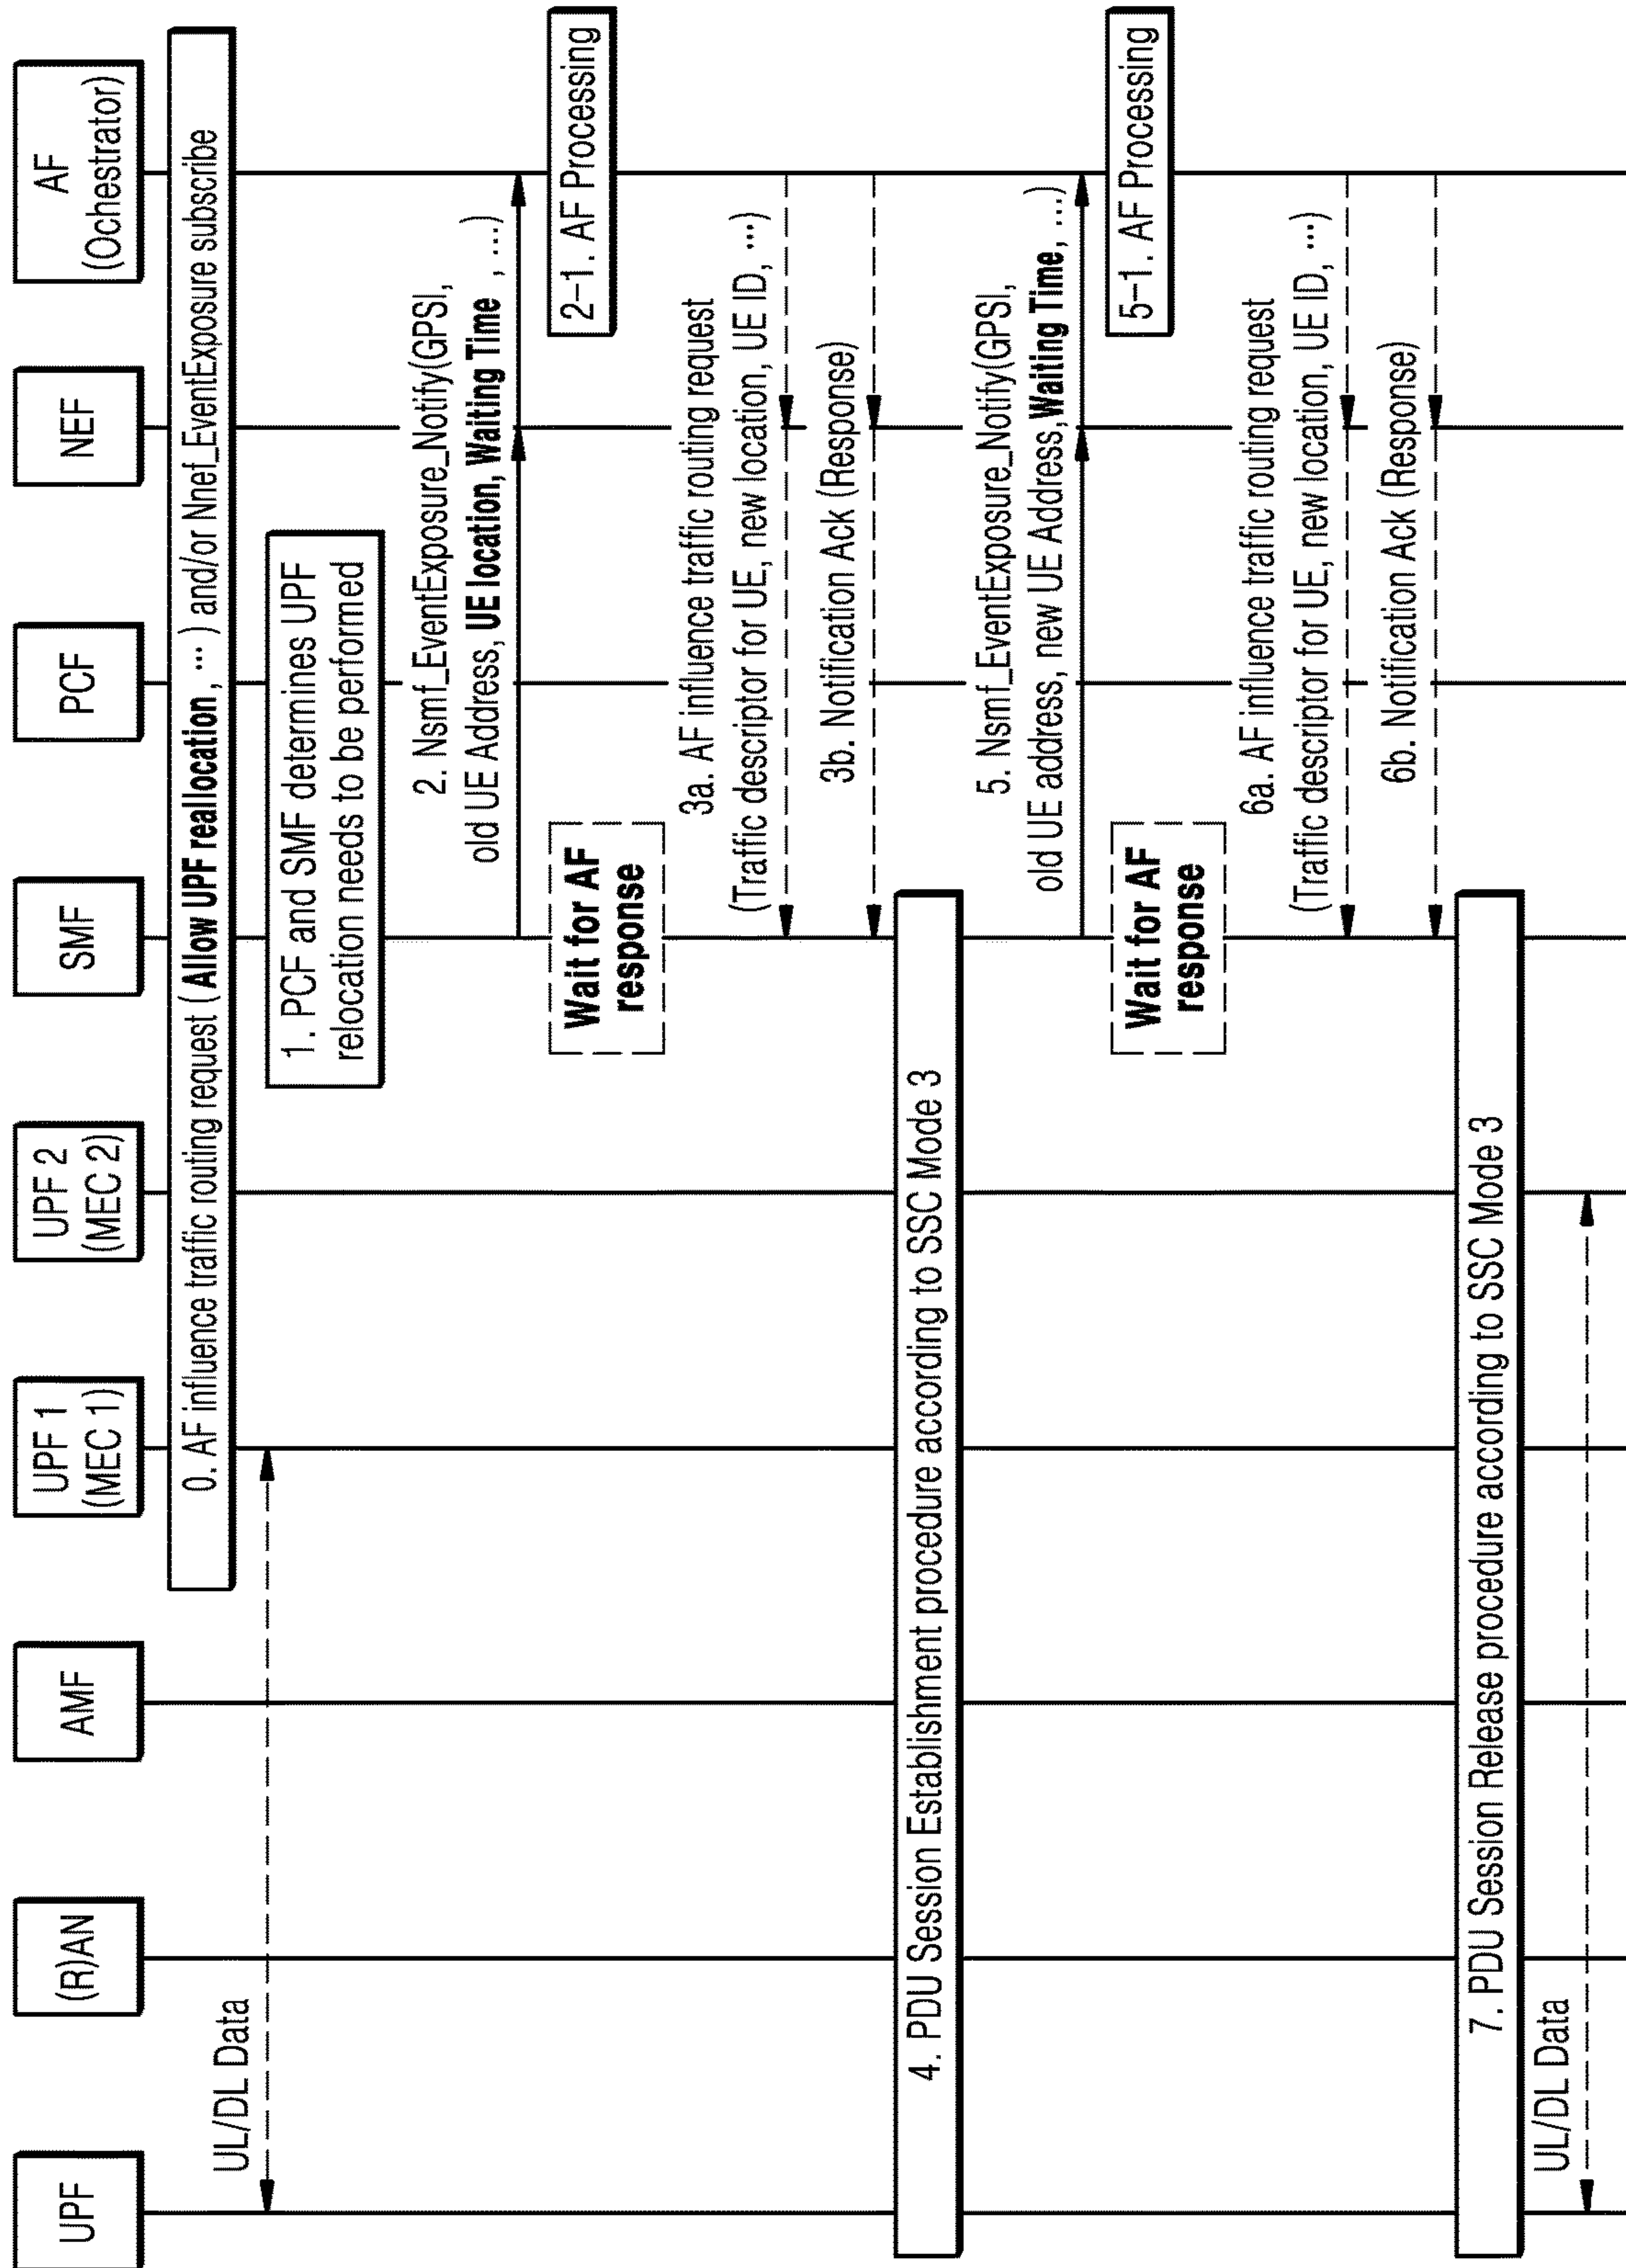 UPF
(R)AN
AMF
UPF 1
(MEC 1)
UPF 2
(MEC 2)
SMF
PCF
NEF
AF
(Ochestrator)
0. AF influence traffic routing request ( Allow UPF reallocation, ··· ) and/or Nnef_EventExposure subscribe
UL/DL Data
1. PCF and SMF determines UPF
relocation needs to be performed
2. Nsmf_EventExposure_Notify(GPSI,
old UE Address, UE location, Waiting Time , ...)
Wait for AF
response
2-1. AF Processing
3a. AF influence traffic routing request
(Traffic descriptor for UE, new location, UE ID, ···)
3b. Notification Ack (Response)
4. PDU Session Establishment procedure according to SSC Mode 3
5. Nsmf_EventExposure_Notify(GPSI,
old UE address, new UE Address, Waiting Time, ...)
Wait for AF
response
5-1. AF Processing
6a. AF influence traffic routing request
(Traffic descriptor for UE, new location, UE ID, ···)
6b. Notification Ack (Response)
7. PDU Session Release procedure according to SSC Mode 3
UL/DL Data